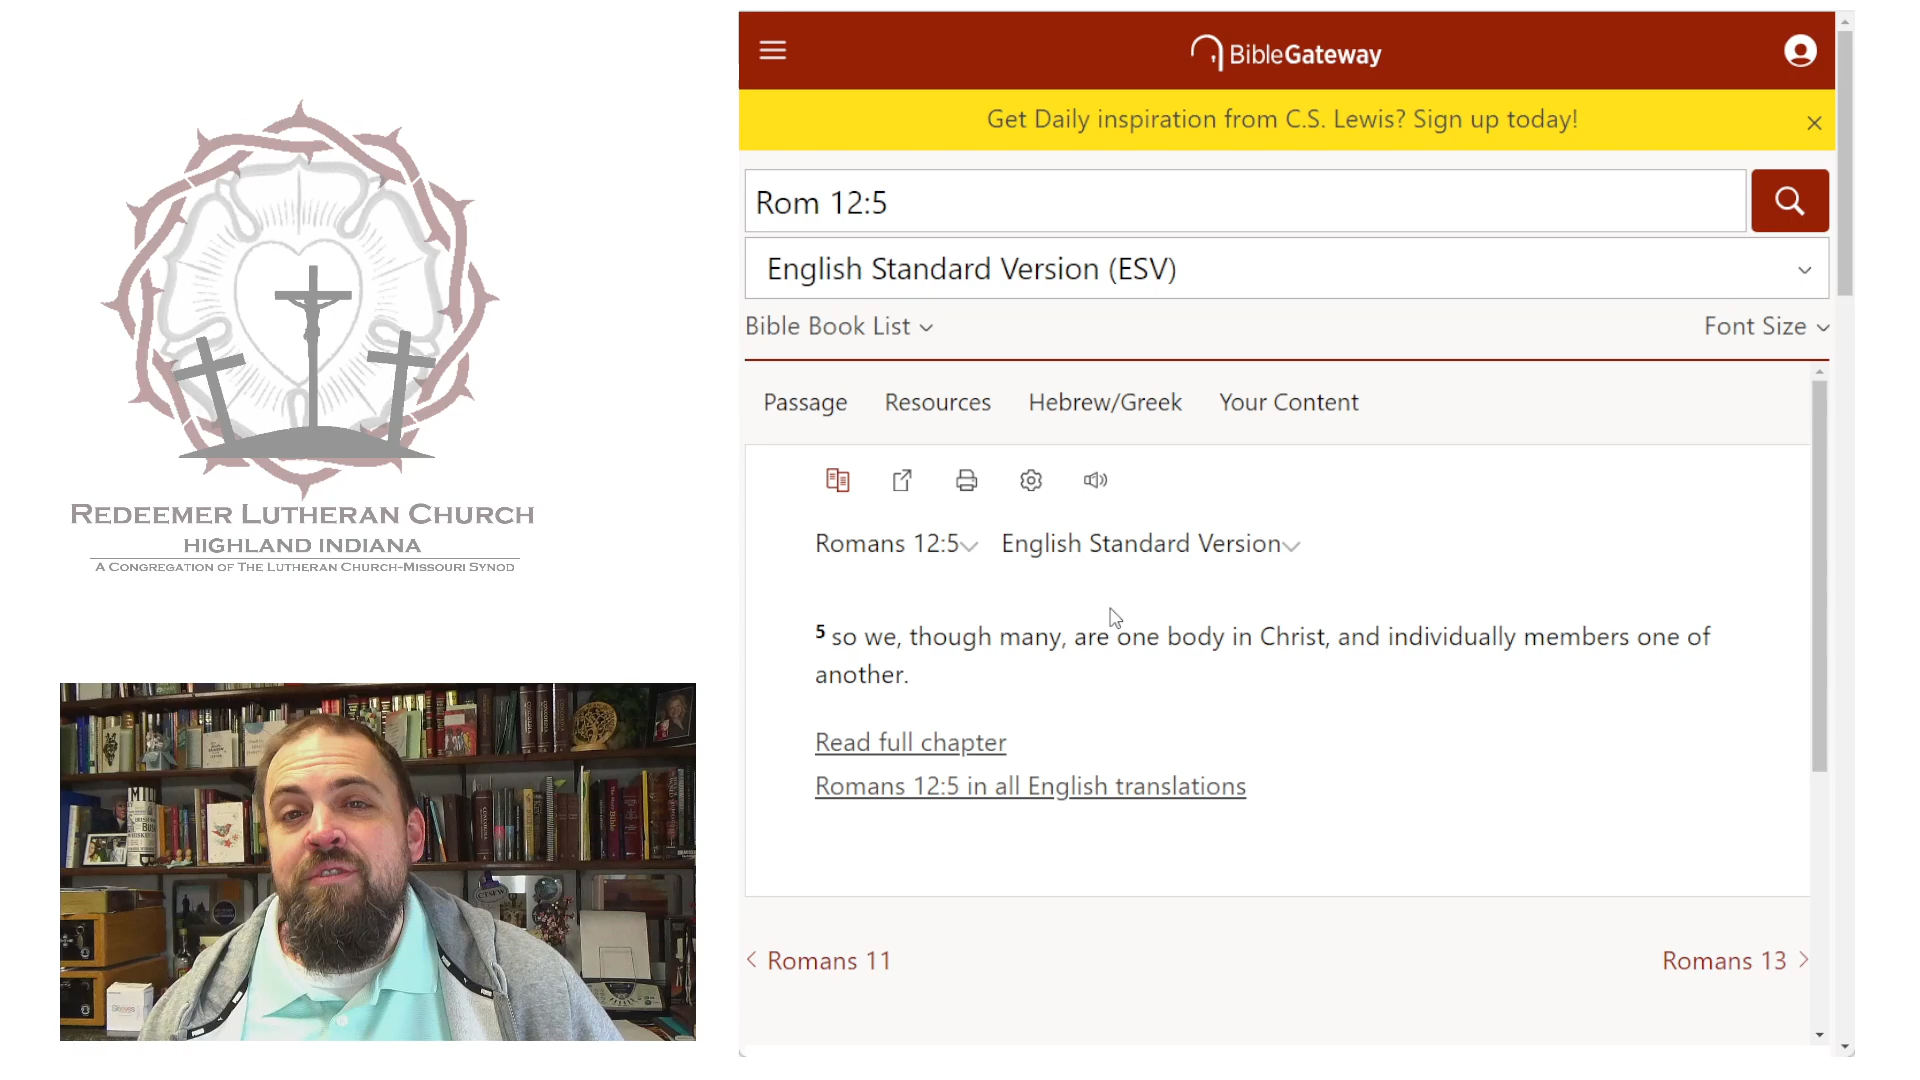 REDEEMER LUTHERAN CHURCH
HIGHLAND INDIANA
A CONGREGATION OF THE LUTHERAN CHURCH-MISSOURI SYNOD
BibleGateway
Get Daily inspiration from C.S. Lewis? Sign up today!
Rom 12:5
English Standard Version (ESV)
Bible Book List
Font Size
Passage
Resources
Hebrew/Greek
Your Content
Romans 12:5
English Standard Version
5 so we, though many, are one body in Christ, and individually members one of
another.
Read full chapter
Romans 12:5 in all English translations
Romans 11
Romans 13
CTSFW